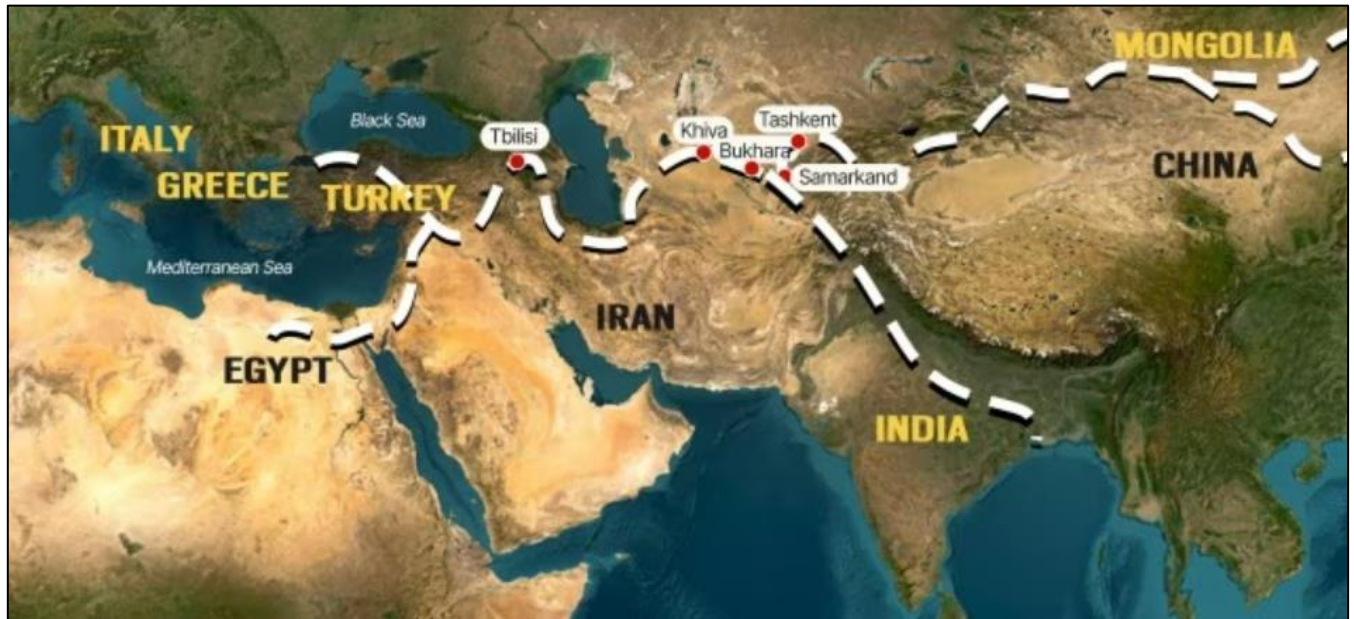 MONGOLIA
Black Sea
Tbilisi
Khiva
Tashkent
Bukhara
Samarkand
ITALY
GREECE
TURKEY
CHINA
Mediterranean Sea
IRAN
EGYPT
INDIA